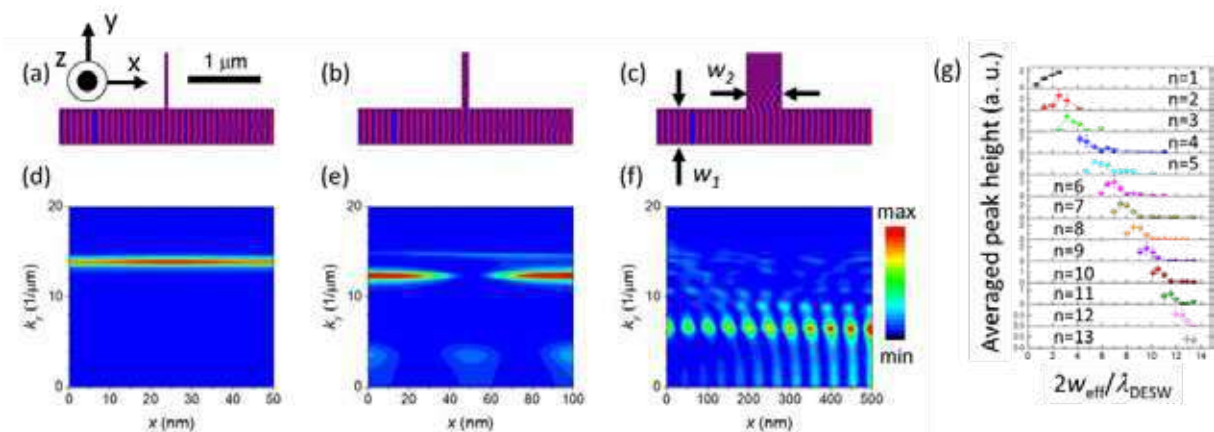 y
z
x
1 μm
(a)
(b)
(c)
w2
w1
(g)
(d)
(e)
(f)
20
10
0
ky (1/μm)
0 10 20 30 40 50
x (nm)
20
10
0
ky (1/μm)
0 20 40 60 80 100
x (nm)
20
10
0
ky (1/μm)
0 100 200 300 400 500
x (nm)
max
min
Averaged peak height (a. u.)
n=1
n=2
n=3
n=4
n=5
n=6
n=7
n=8
n=9
n=10
n=11
n=12
n=13
0 2 4 6 8 10 12 14
2weff/λDESW